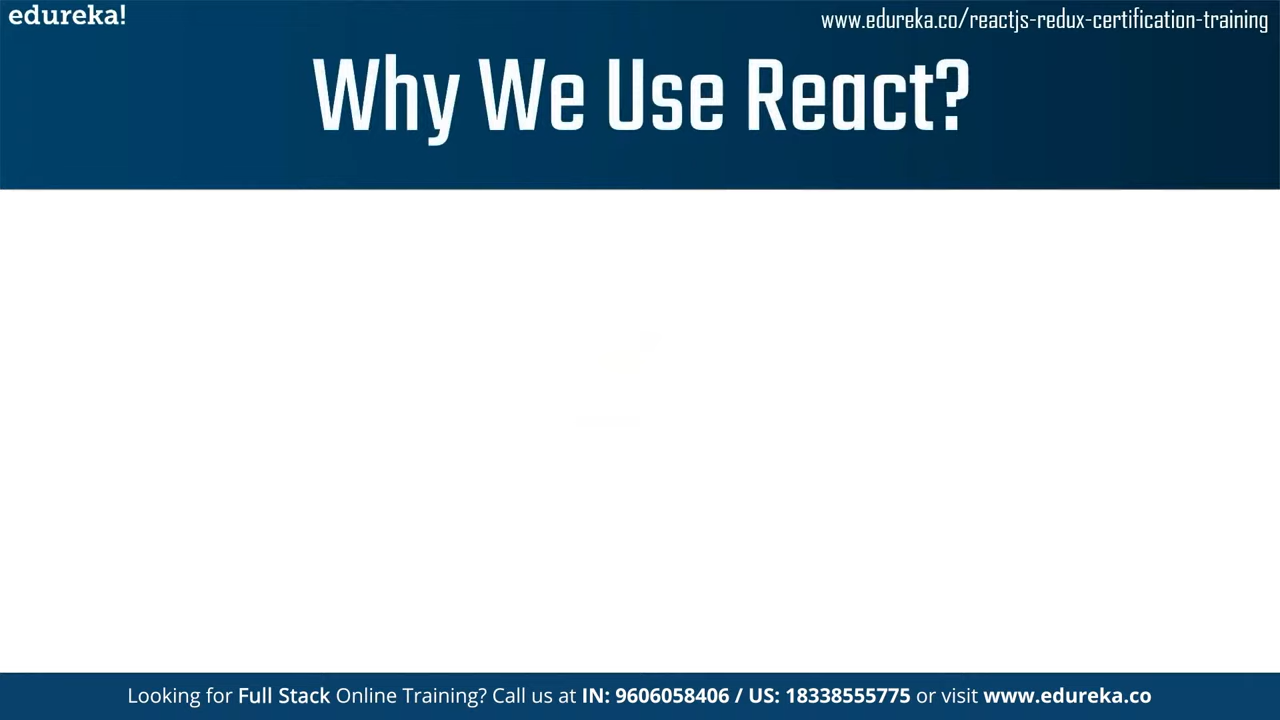 edureka!
www.edureka.co/reactjs-redux-certification-training
Why We Use React?
Looking for Full Stack Online Training? Call us at IN: 9606058406 / US: 18338555775 or visit www.edureka.co